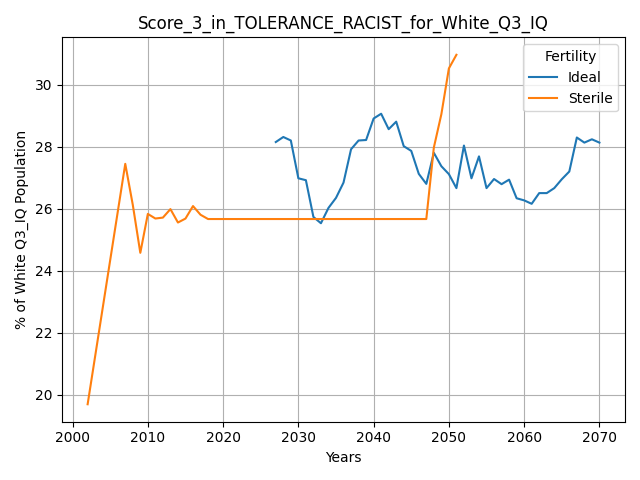 Score_3_in_TOLERANCE_RACIST_for_White_Q3_IQ
% of White Q3_IQ Population
30
28
26
24
22
20
Fertility
Ideal
Sterile
2000 2010 2020 2030 2040 2050 2060 2070
Years